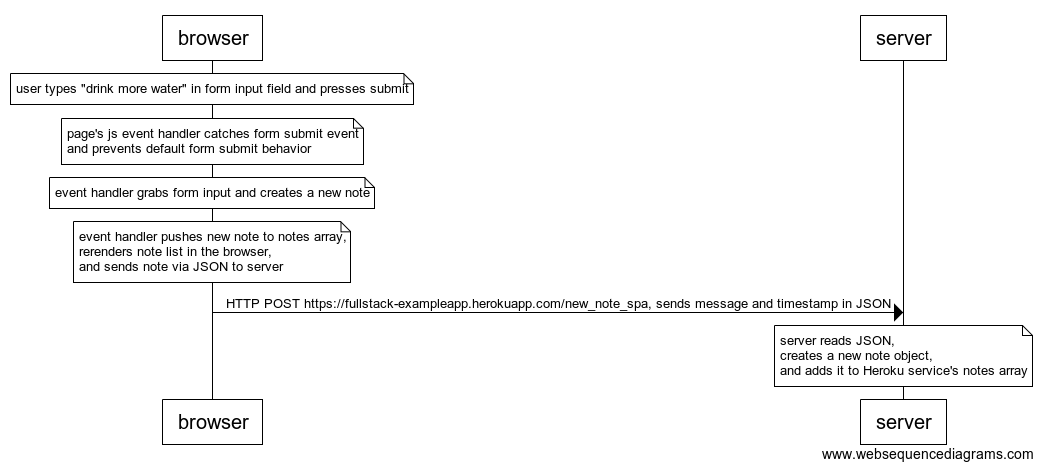 browser
server
user types "drink more water" in form input field and presses submit
page's js event handler catches form submit event
and prevents default form submit behavior
event handler grabs form input and creates a new note
event handler pushes new note to notes array,
rerenders note list in the browser,
and sends note via JSON to server
HTTP POST https://fullstack-exampleapp.herokuapp.com/new_note_spa, sends message and timestamp in JSON
server reads JSON,
creates a new note object,
and adds it to Heroku service's notes array
browser
server
www.websequencediagrams.com